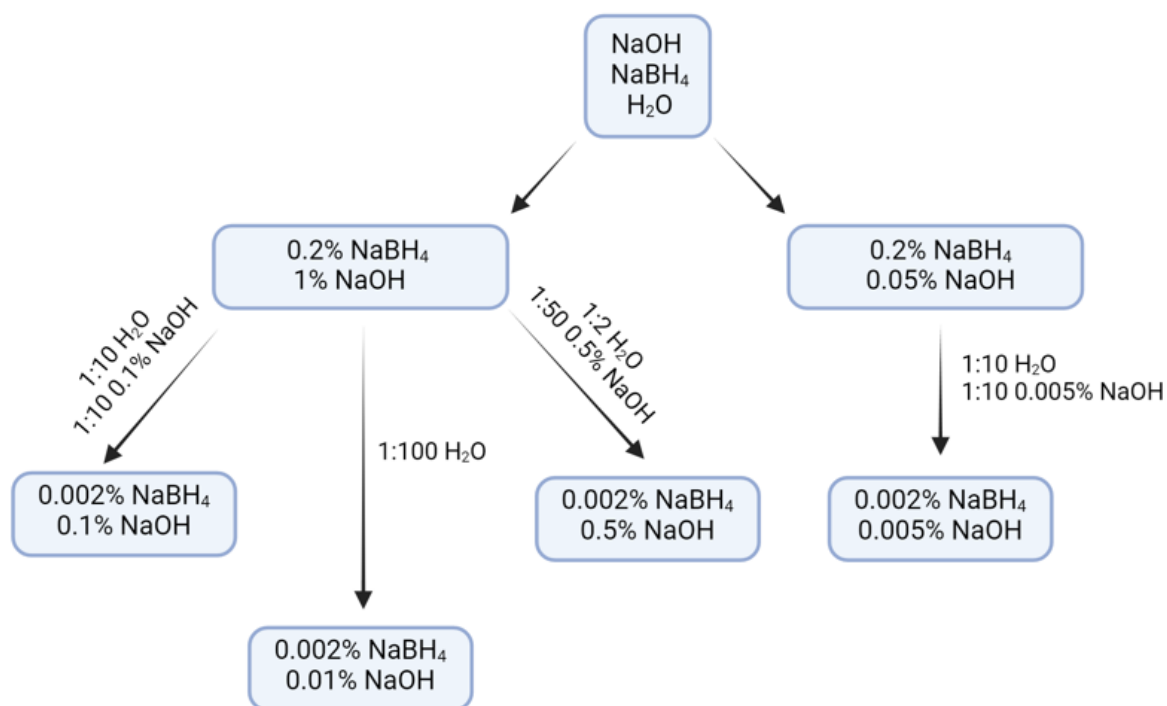 NaOH
NaBH₄
H₂O
0.2% NaBH₄
1% NaOH
0.2% NaBH₄
0.05% NaOH
1:10 H₂O
1:10 0.1% NaOH
1:100 H₂O
1:2 H₂O
1:50 0.5% NaOH
1:10 H₂O
1:10 0.005% NaOH
0.002% NaBH₄
0.1% NaOH
0.002% NaBH₄
0.5% NaOH
0.002% NaBH₄
0.005% NaOH
0.002% NaBH₄
0.01% NaOH